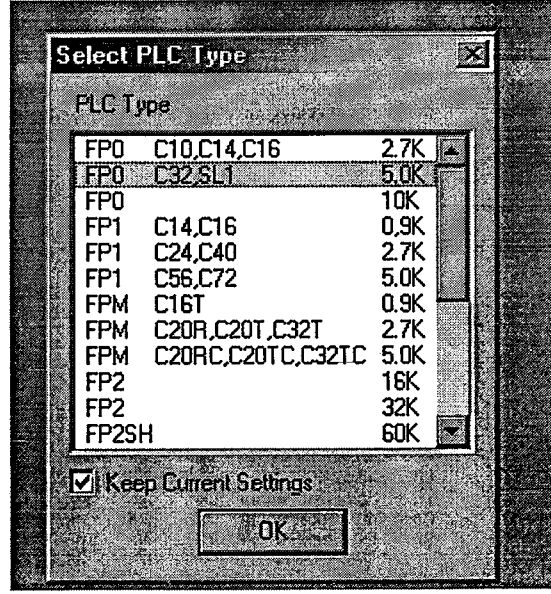 Select PLC Type
PLC Type
FP0 C10,C14,C16 2.7K
FP0 C32,SL1 5.0K
FP0 10K
FP1 C14,C16 0.9K
FP1 C24,C40 2.7K
FP1 C56,C72 5.0K
FPM C16T 0.9K
FPM C20R,C20T,C32T 2.7K
FPM C20RC,C20TC,C32TC 5.0K
FP2 16K
FP2 32K
FP2SH 60K
Keep Current Settings
OK